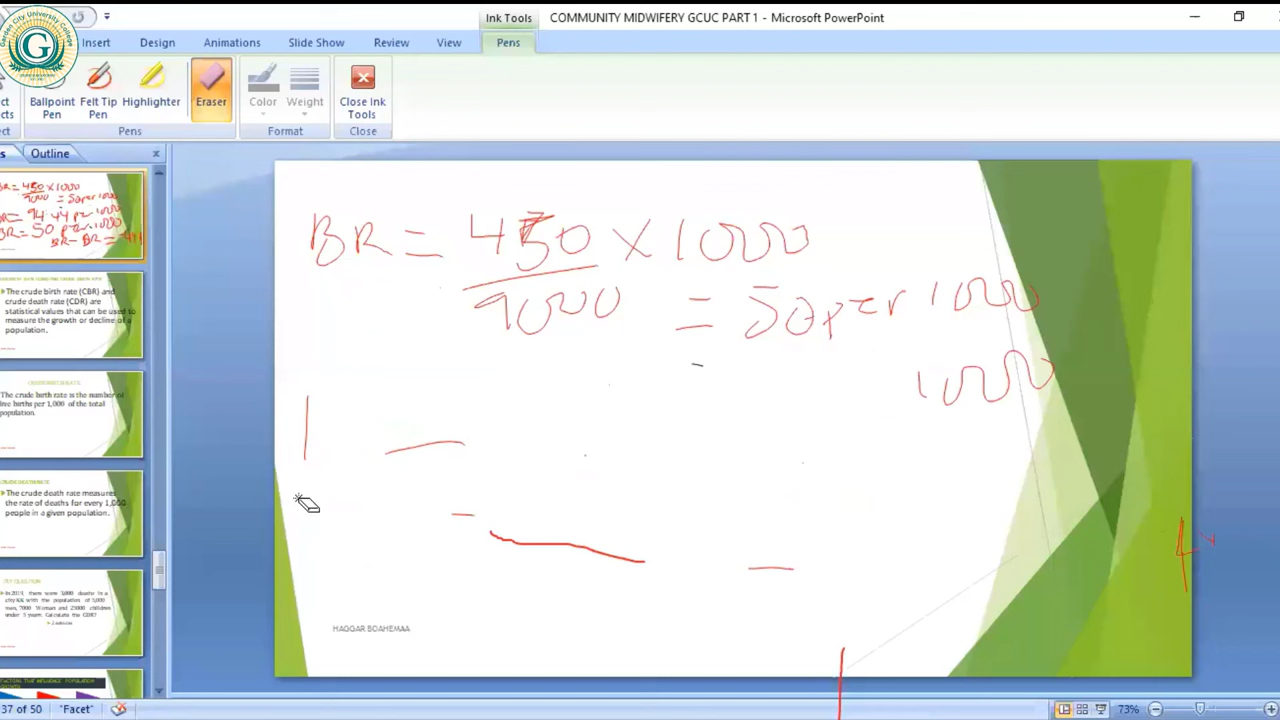 Ink Tools
COMMUNITY MIDWIFERY GCUC PART 1 - Microsoft PowerPoint
Insert Design Animations Slide Show Review View Pens
Ballpoint Pen
Felt Tip Pen
Highlighter
Eraser
Color
Weight
Close Ink Tools
Pens
Format
Close
Outline
BR = 450 x 1000
9000
= 50 per 1000
1000
HAGGAR BOAHEMAA
The crude birth rate (CBR) and
crude death rate (CDR) are
statistical values that can be used to
measure the growth or decline of a
population.
The crude birth rate is the number of
live births per 1,000 of the total
population.
The crude death rate measures
the rate of deaths for every 1,000
people in a given population.
37 of 50
"Facet"
73%